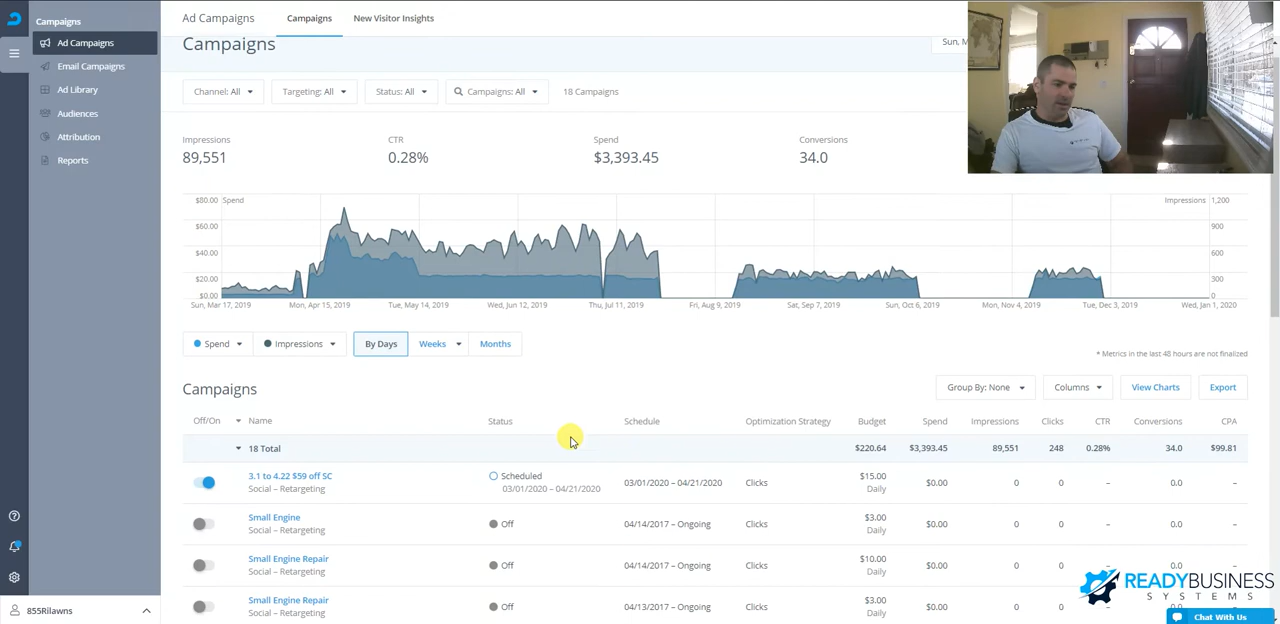 Campaigns
Ad Campaigns
Email Campaigns
Ad Library
Audiences
Attribution
Reports
855Rilawns
Ad Campaigns Campaigns New Visitor Insights
Campaigns
Sun, M
Channel: All Targeting: All Status: All Campaigns: All 18 Campaigns
Impressions CTR Spend Conversions
89,551 0.28% $3,393.45 34.0
$80.00 Spend Impressions 1,200
$60.00 900
$40.00 600
$20.00 300
$0.00 0
Sun, Mar 17, 2019 Mon, Apr 15, 2019 Tue, May 14, 2019 Wed, Jun 12, 2019 Thu, Jul 11, 2019 Fri, Aug 9, 2019 Sat, Sep 7, 2019 Sun, Oct 6, 2019 Mon, Nov 4, 2019 Tue, Dec 3, 2019 Wed, Jan 1, 2020
Spend Impressions By Days Weeks Months
* Metrics in the last 48 hours are not finalized
Campaigns Group By: None Columns View Charts Export
Off/On Name Status Schedule Optimization Strategy Budget Spend Impressions Clicks CTR Conversions CPA
18 Total $220.64 $3,393.45 89,551 248 0.28% 34.0 $99.81
3.1 to 4.22 $59 off SC Scheduled 03/01/2020 – 04/21/2020 Clicks $15.00 $0.00 0 0 – 0.0 –
Social – Retargeting 03/01/2020 – 04/21/2020 Daily
Small Engine Off 04/14/2017 – Ongoing Clicks $3.00 $0.00 0 0 – 0.0 –
Social – Retargeting Daily
Small Engine Repair Off 04/14/2017 – Ongoing Clicks $10.00 $0.00 0 0 – 0.0 –
Social – Retargeting Daily
Small Engine Repair Off 04/13/2017 – Ongoing Clicks $3.00 $0.00 0 0 – 0.0
Social – Retargeting Daily
READYBUSINESS
SYSTEMS
Chat With Us